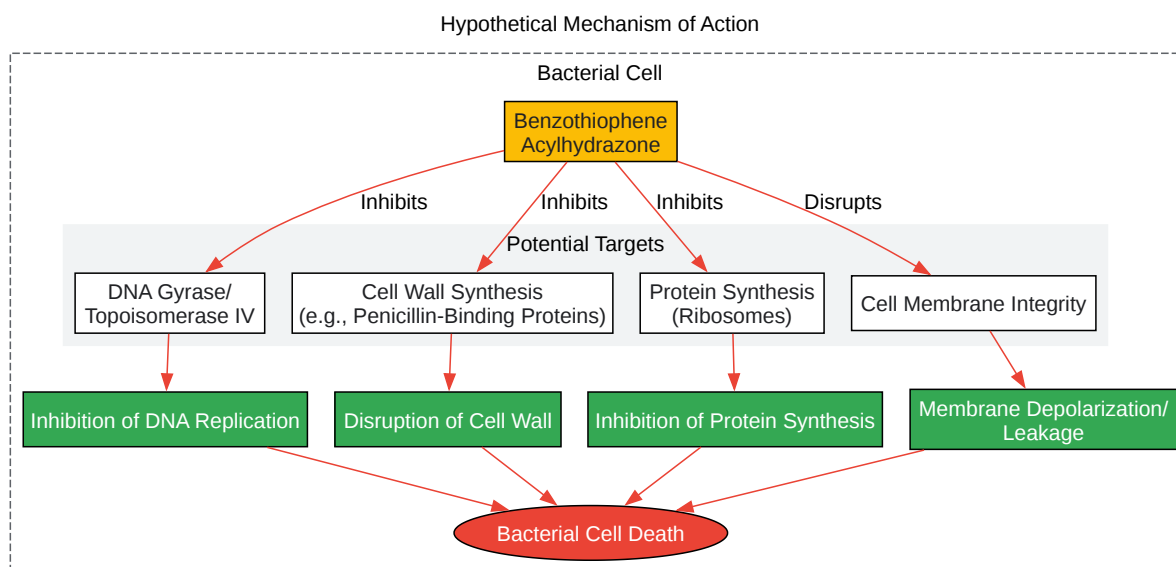 Hypothetical Mechanism of Action
Bacterial Cell
Benzothiophene
Acylhydrazone
Inhibits
Inhibits
Inhibits
Disrupts
Potential Targets
DNA Gyrase/
Topoisomerase IV
Cell Wall Synthesis
(e.g., Penicillin-Binding Proteins)
Protein Synthesis
(Ribosomes)
Cell Membrane Integrity
Inhibition of DNA Replication
Disruption of Cell Wall
Inhibition of Protein Synthesis
Membrane Depolarization/
Leakage
Bacterial Cell Death